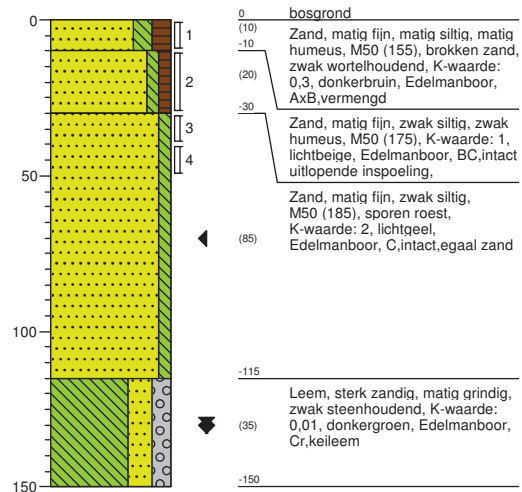 0
50
100
150
1
2
3
4
0 bosgrond
(10) Zand, matig fijn, matig siltig, matig
-10 humeus, M50 (155), brokken zand,
zwak wortelhoudend, K-waarde:
(20) 0,3, donkerbruin, Edelmanboor,
AxB,vermengd
-30
Zand, matig fijn, zwak siltig, zwak
humeus, M50 (175), K-waarde: 1,
lichtbeige, Edelmanboor, BC,intact
uitlopende inspoeling,
Zand, matig fijn, zwak siltig,
M50 (185), sporen roest,
K-waarde: 2, lichtgeel,
(85) Edelmanboor, C,intact,egaal zand
-115
Leem, sterk zandig, matig grindig,
zwak steenhoudend, K-waarde:
(35) 0,01, donkergroen, Edelmanboor,
Cr,keileem
-150